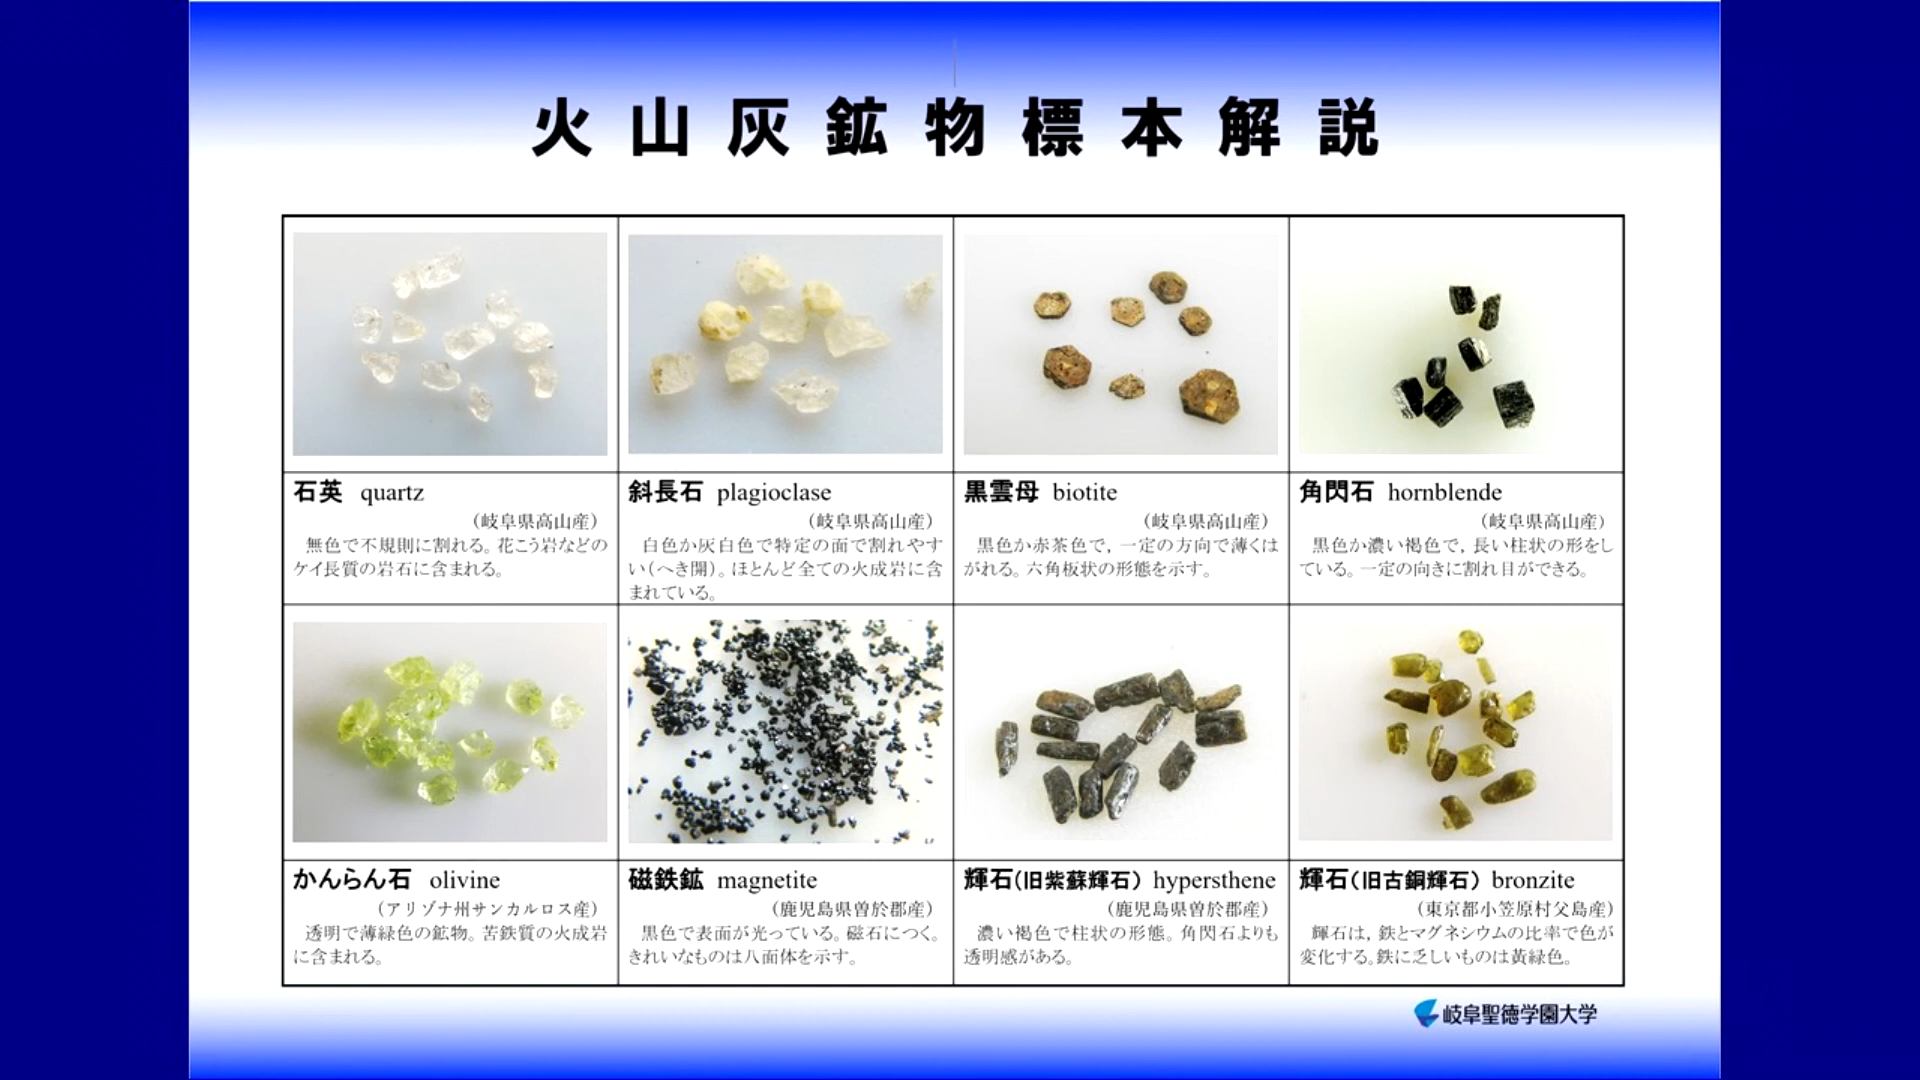 火山灰鉱物標本解説
石英 quartz
（岐阜県高山産）
無色で不規則に割れる。花こう岩などの
ケイ長質の岩石に含まれる。
斜長石 plagioclase
（岐阜県高山産）
白色か灰白色で特定の面で割れやす
い（へき開）。ほとんど全ての火成岩に含
まれている。
黒雲母 biotite
（岐阜県高山産）
黒色か赤茶色で，一定の方向で薄くは
がれる。六角板状の形態を示す。
角閃石 hornblende
（岐阜県高山産）
黒色か濃い褐色で，長い柱状の形をし
ている。一定の向きに割れ目ができる。
かんらん石 olivine
（アリゾナ州サンカルロス産）
透明で薄緑色の鉱物。苦鉄質の火成岩
に含まれる。
磁鉄鉱 magnetite
（鹿児島県曽於郡産）
黒色で表面が光っている。磁石につく。
きれいなものは八面体を示す。
輝石（旧紫蘇輝石） hypersthene
（鹿児島県曽於郡産）
濃い褐色で柱状の形態。角閃石よりも
透明感がある。
輝石（旧古銅輝石） bronzite
（東京都小笠原村父島産）
輝石は，鉄とマグネシウムの比率で色が
変化する。鉄に乏しいものは黄緑色。
岐阜聖徳学園大学